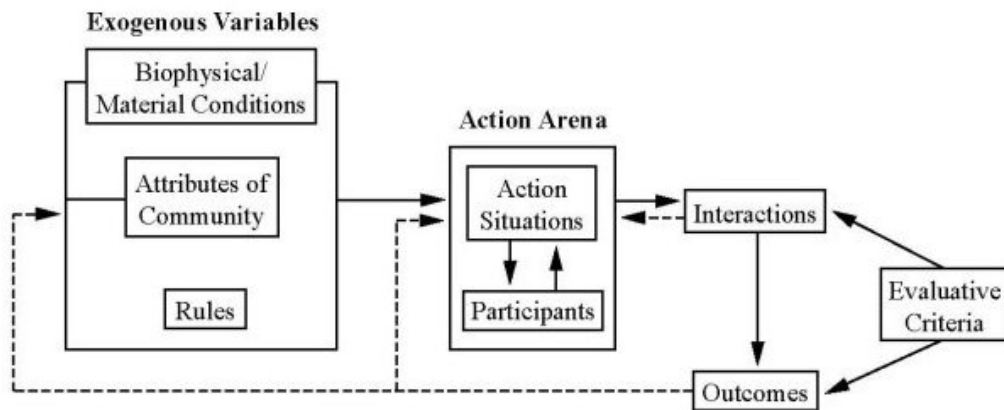 Exogenous Variables
Biophysical/
Material Conditions
Attributes of
Community
Rules
Action Arena
Action
Situations
Participants
Interactions
Outcomes
Evaluative
Criteria